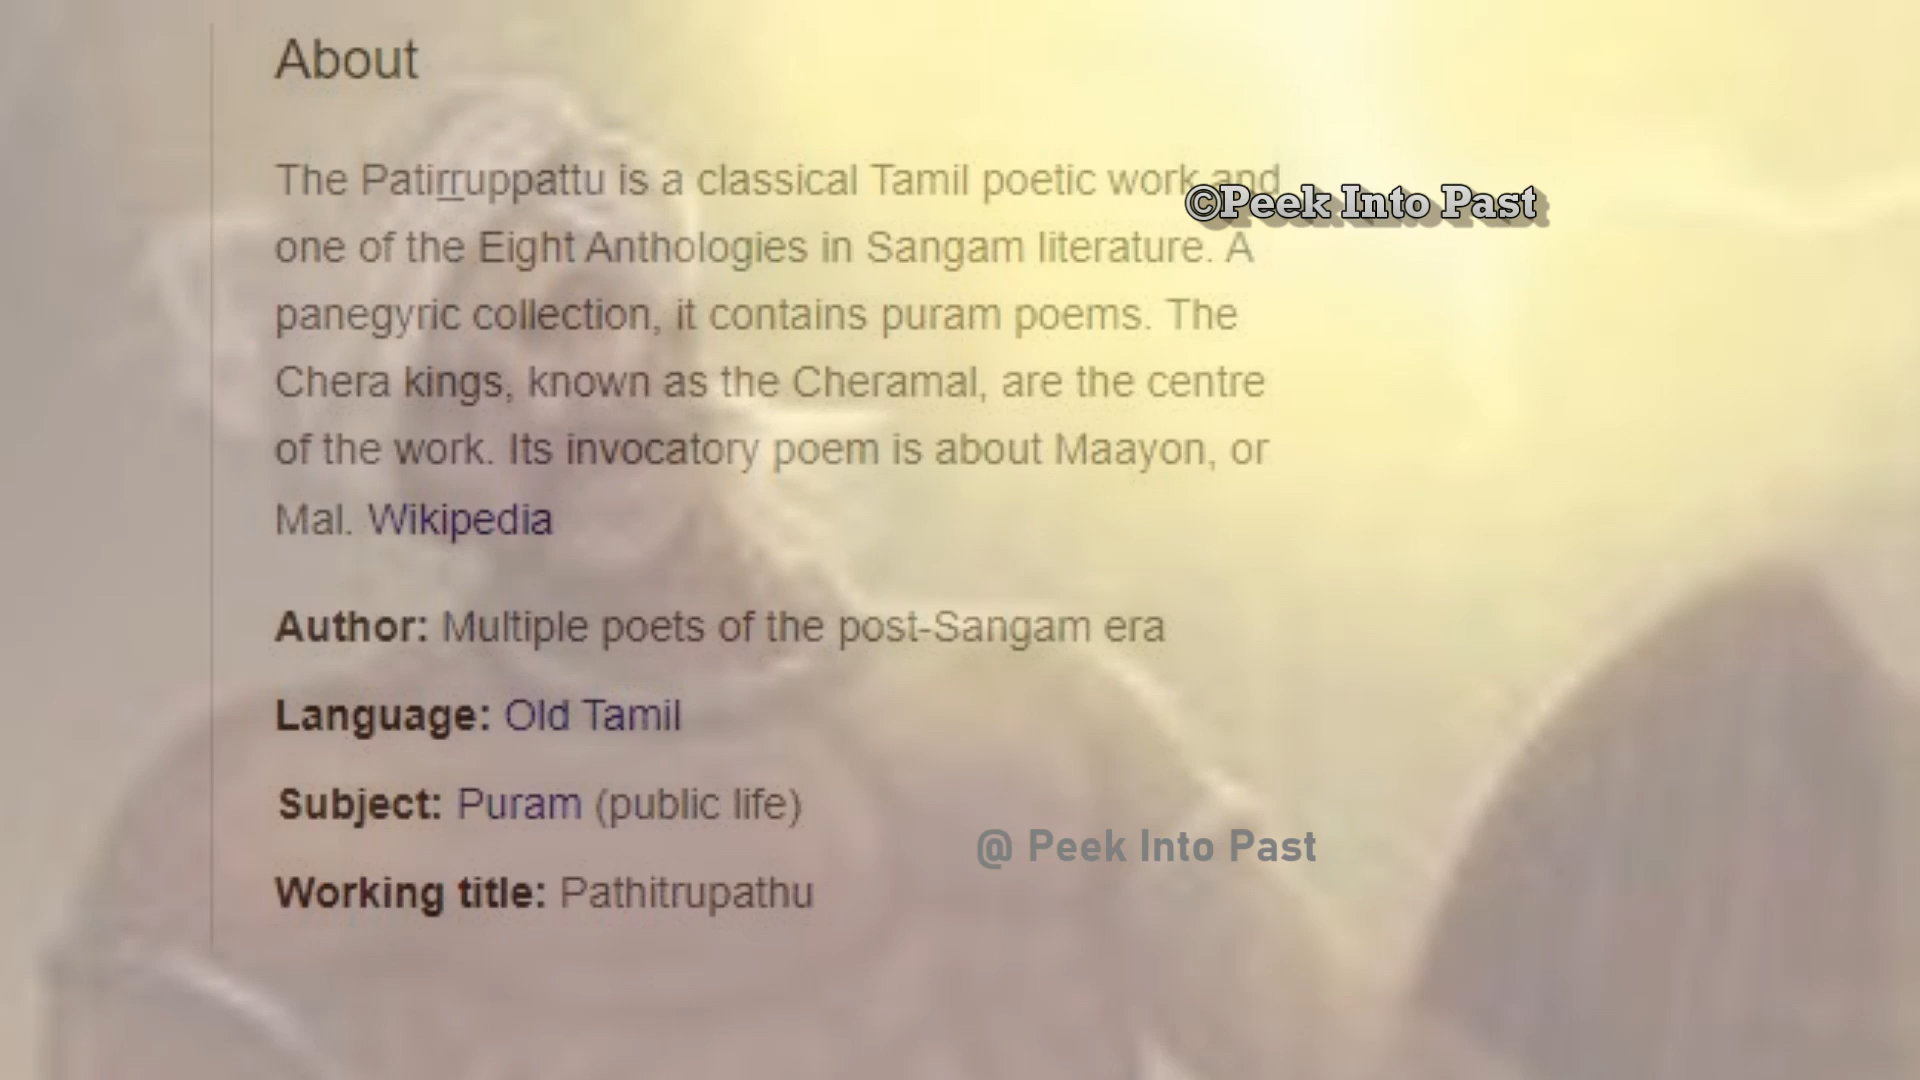 About
The Patiṟṟuppattu is a classical Tamil poetic work and
©Peek Into Past
one of the Eight Anthologies in Sangam literature. A
panegyric collection, it contains puram poems. The
Chera kings, known as the Cheramal, are the centre
of the work. Its invocatory poem is about Maayon, or
Mal. Wikipedia
Author: Multiple poets of the post-Sangam era
Language: Old Tamil
Subject: Puram (public life)
@ Peek Into Past
Working title: Pathitrupathu